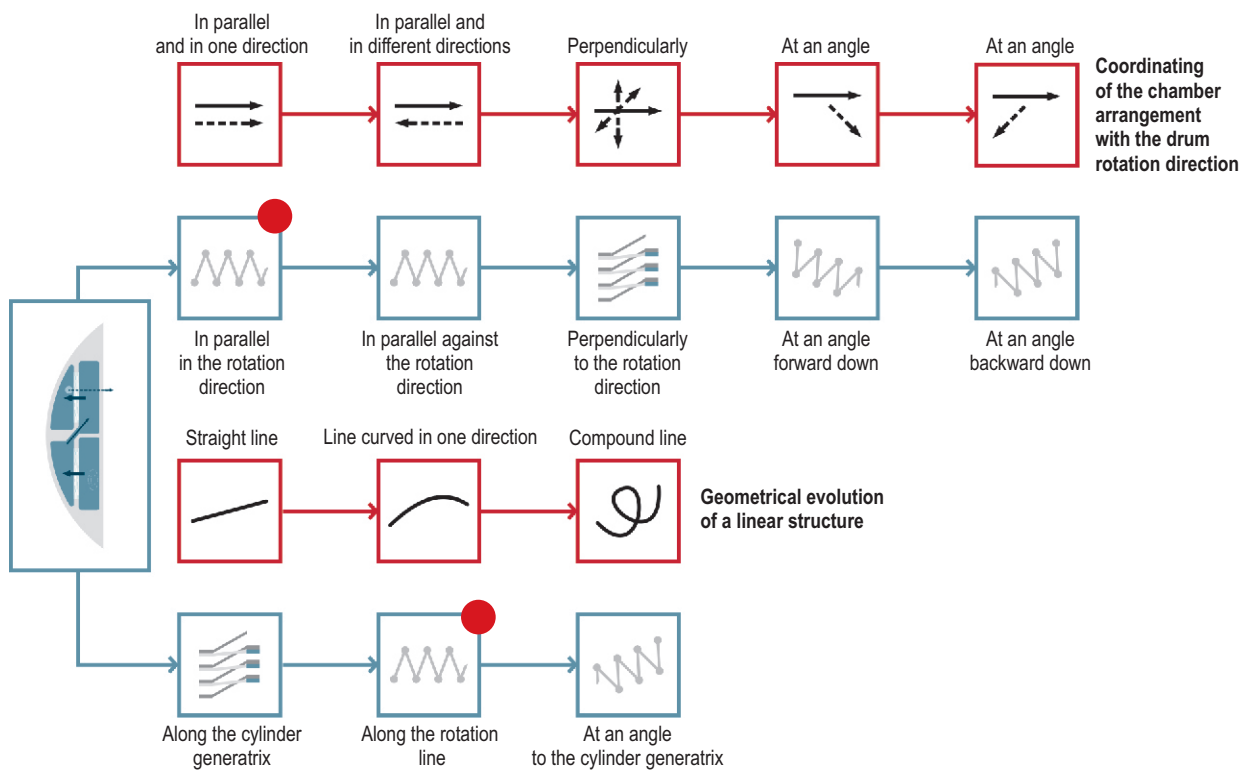 In parallel
and in one direction
In parallel and
in different directions
Perpendicularly
At an angle
At an angle
Coordinating
of the chamber
arrangement
with the drum
rotation direction
In parallel
in the rotation
direction
In parallel against
the rotation
direction
Perpendicularly
to the rotation
direction
At an angle
forward down
At an angle
backward down
Straight line
Line curved in one direction
Compound line
Geometrical evolution
of a linear structure
Along the cylinder
generatrix
Along the rotation
line
At an angle
to the cylinder generatrix